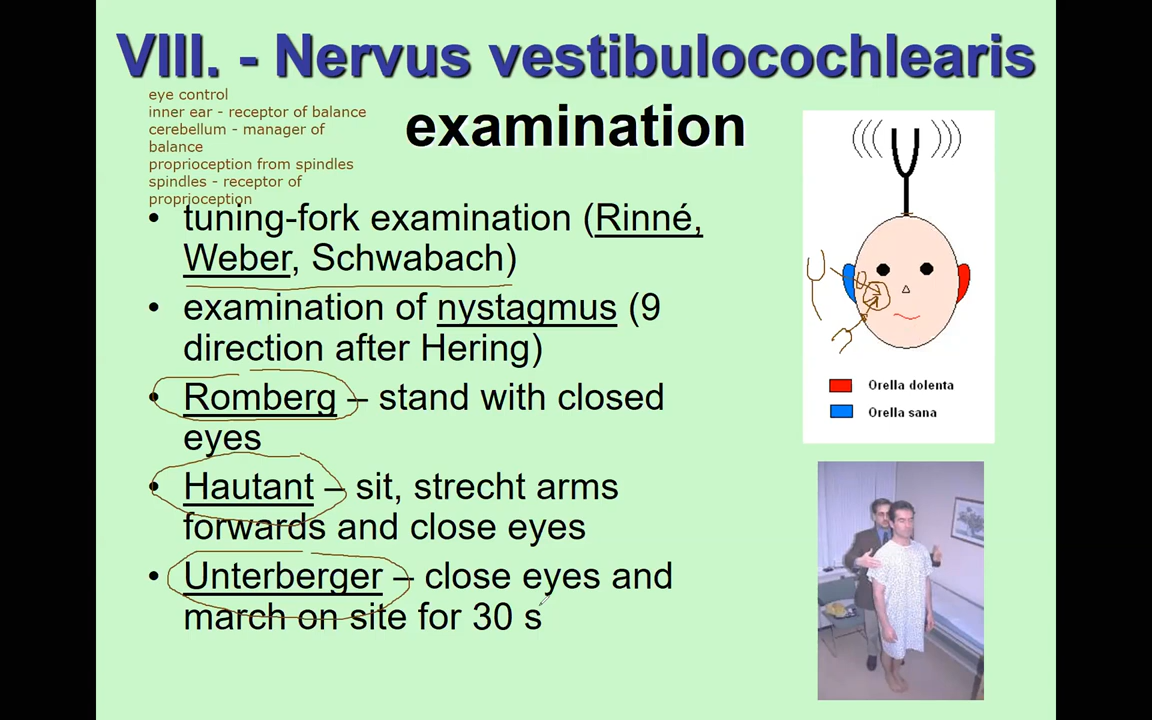 VIII. - Nervus vestibulocochlearis
examination
eye control
inner ear - receptor of balance
cerebellum - manager of
balance
proprioception from spindles
spindles - receptor of
proprioception
• tuning-fork examination (Rinné,
Weber, Schwabach)
• examination of nystagmus (9
direction after Hering)
• Romberg – stand with closed
eyes
• Hautant – sit, strecht arms
forwards and close eyes
• Unterberger – close eyes and
march on site for 30 s
Orella dolenta
Orella sana